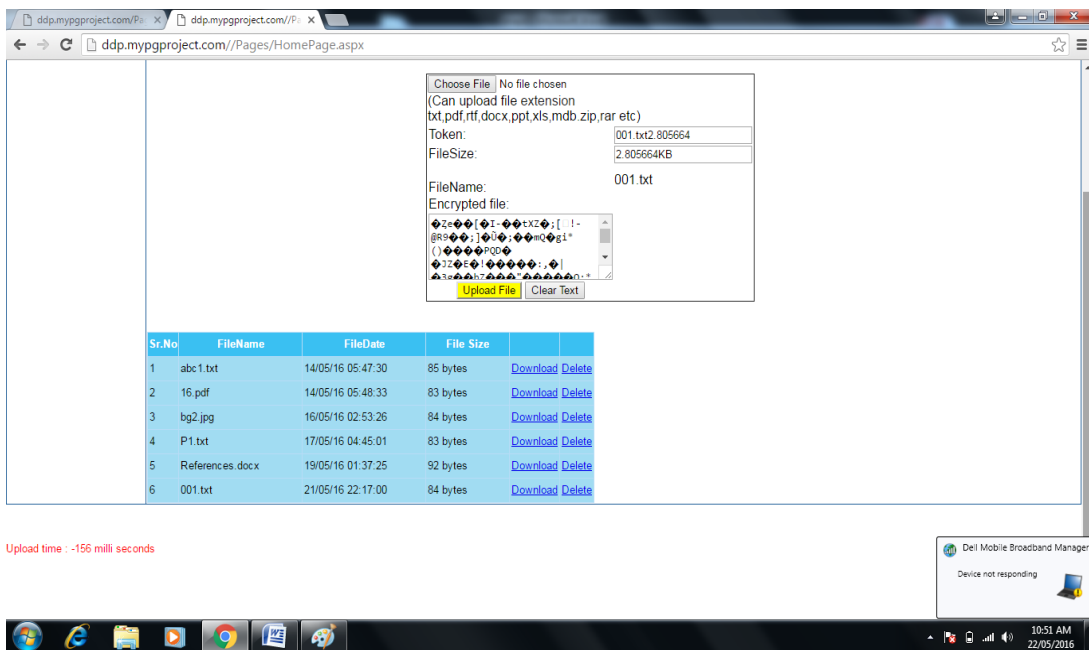 ddp.mypgproject.com/Pa
ddp.mypgproject.com//Pa
ddp.mypgproject.com//Pages/HomePage.aspx
Choose File No file chosen
(Can upload file extension
txt,pdf,rtf,docx,ppt,xls,mdb.zip,rar etc)
Token: 001.txt2.805664
FileSize: 2.805664KB
FileName: 001.txt
Encrypted file:
�Ze��[�I-��tXZ�;[
@R9��;]�Û�;��mQ�gi*
()����PQD�
�JZ�E�!�����:,�|
Upload File Clear Text
Sr.No FileName FileDate File Size
1 abc1.txt 14/05/16 05:47:30 85 bytes Download Delete
2 16.pdf 14/05/16 05:48:33 83 bytes Download Delete
3 bg2.jpg 16/05/16 02:53:26 84 bytes Download Delete
4 P1.txt 17/05/16 04:45:01 83 bytes Download Delete
5 References.docx 19/05/16 01:37:25 92 bytes Download Delete
6 001.txt 21/05/16 22:17:00 84 bytes Download Delete
Upload time : -156 milli seconds
Dell Mobile Broadband Manager
Device not responding
10:51 AM
22/05/2016